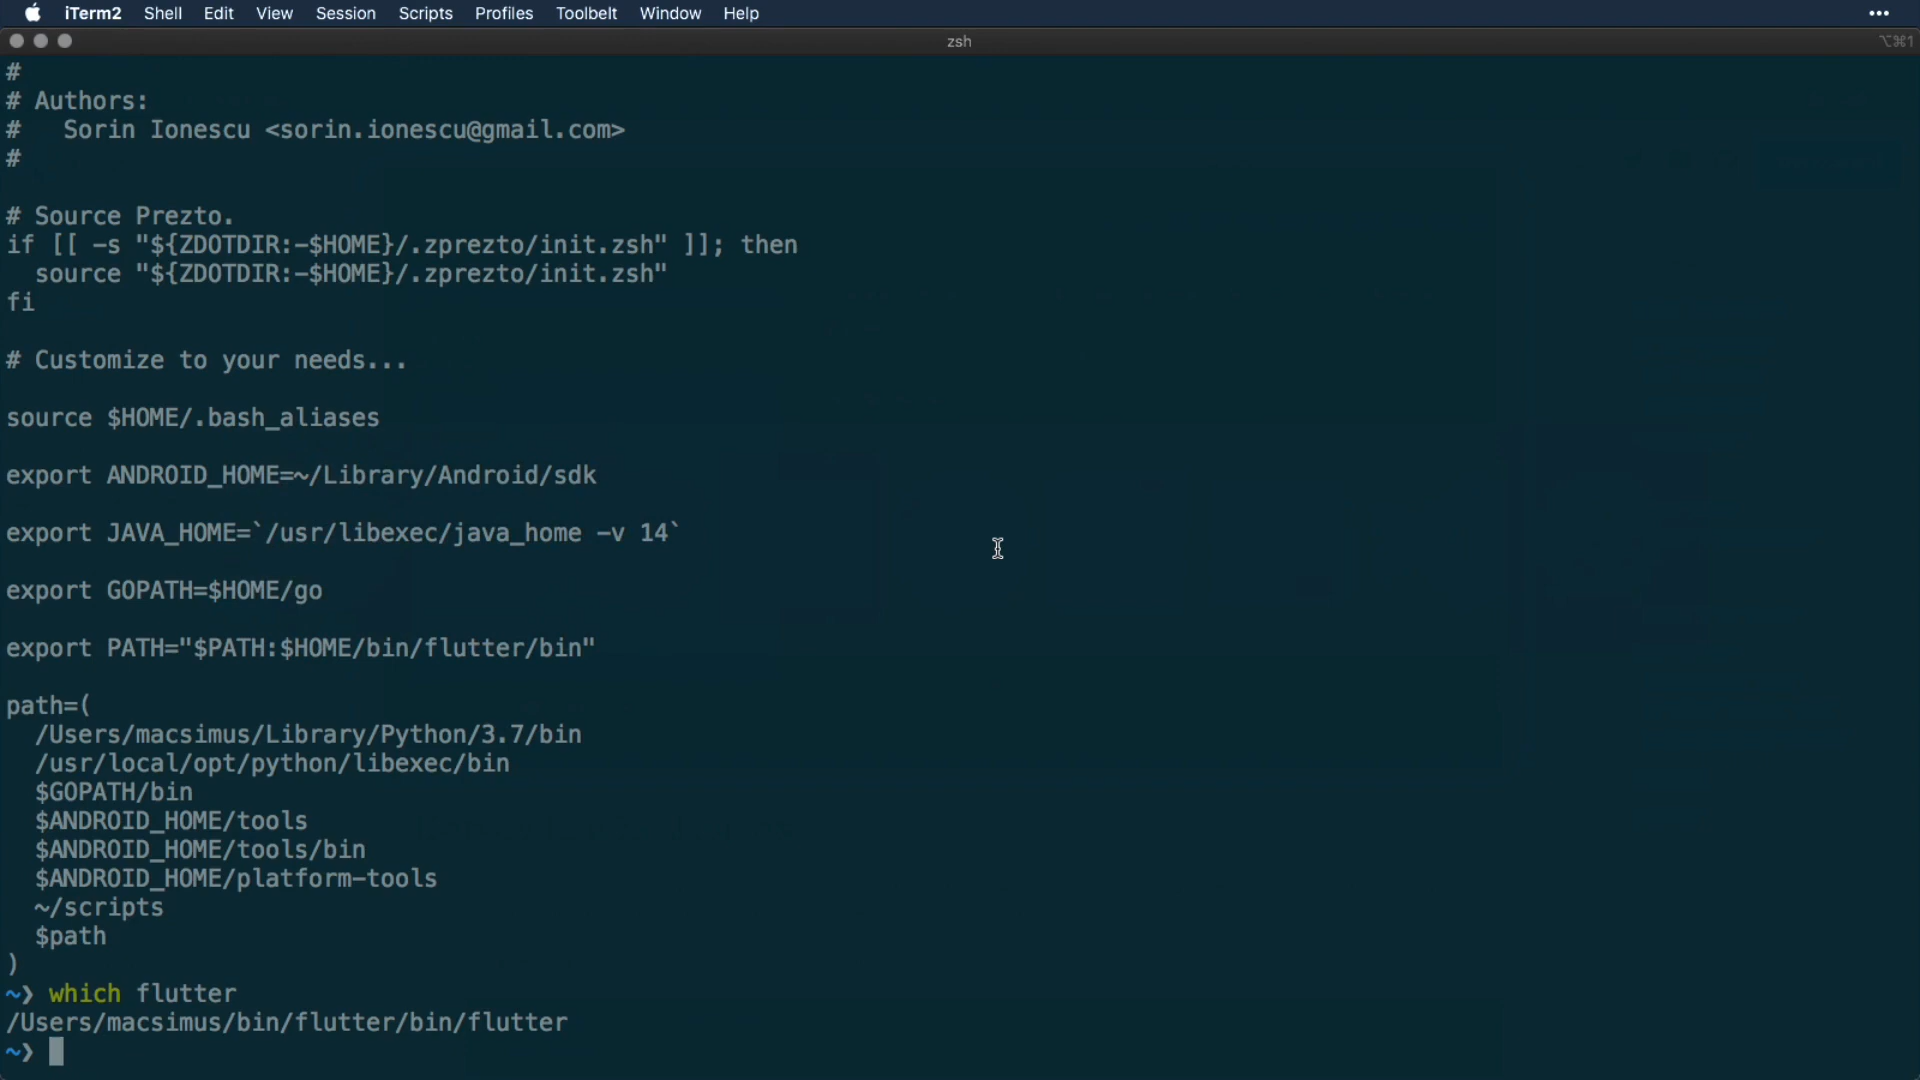 iTerm2 Shell Edit View Session Scripts Profiles Toolbelt Window Help •••
zsh ⌥⌘1
#
# Authors:
#   Sorin Ionescu <sorin.ionescu@gmail.com>
#
# Source Prezto.
if [[ -s "${ZDOTDIR:-$HOME}/.zprezto/init.zsh" ]]; then
  source "${ZDOTDIR:-$HOME}/.zprezto/init.zsh"
fi
# Customize to your needs...
source $HOME/.bash_aliases
export ANDROID_HOME=~/Library/Android/sdk
export JAVA_HOME=`/usr/libexec/java_home -v 14`
export GOPATH=$HOME/go
export PATH="$PATH:$HOME/bin/flutter/bin"
path=(
  /Users/macsimus/Library/Python/3.7/bin
  /usr/local/opt/python/libexec/bin
  $GOPATH/bin
  $ANDROID_HOME/tools
  $ANDROID_HOME/tools/bin
  $ANDROID_HOME/platform-tools
  ~/scripts
  $path
)
~❯ which flutter
/Users/macsimus/bin/flutter/bin/flutter
~❯